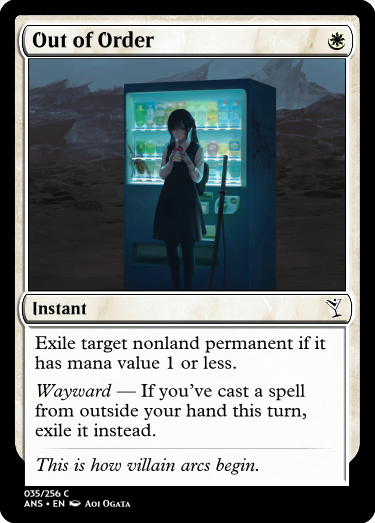 Out of Order
Instant
Exile target nonland permanent if it
has mana value 1 or less.
Wayward — If you've cast a spell
from outside your hand this turn,
exile it instead.
This is how villain arcs begin.
035/256 C
ANS • EN Aoi Ogata